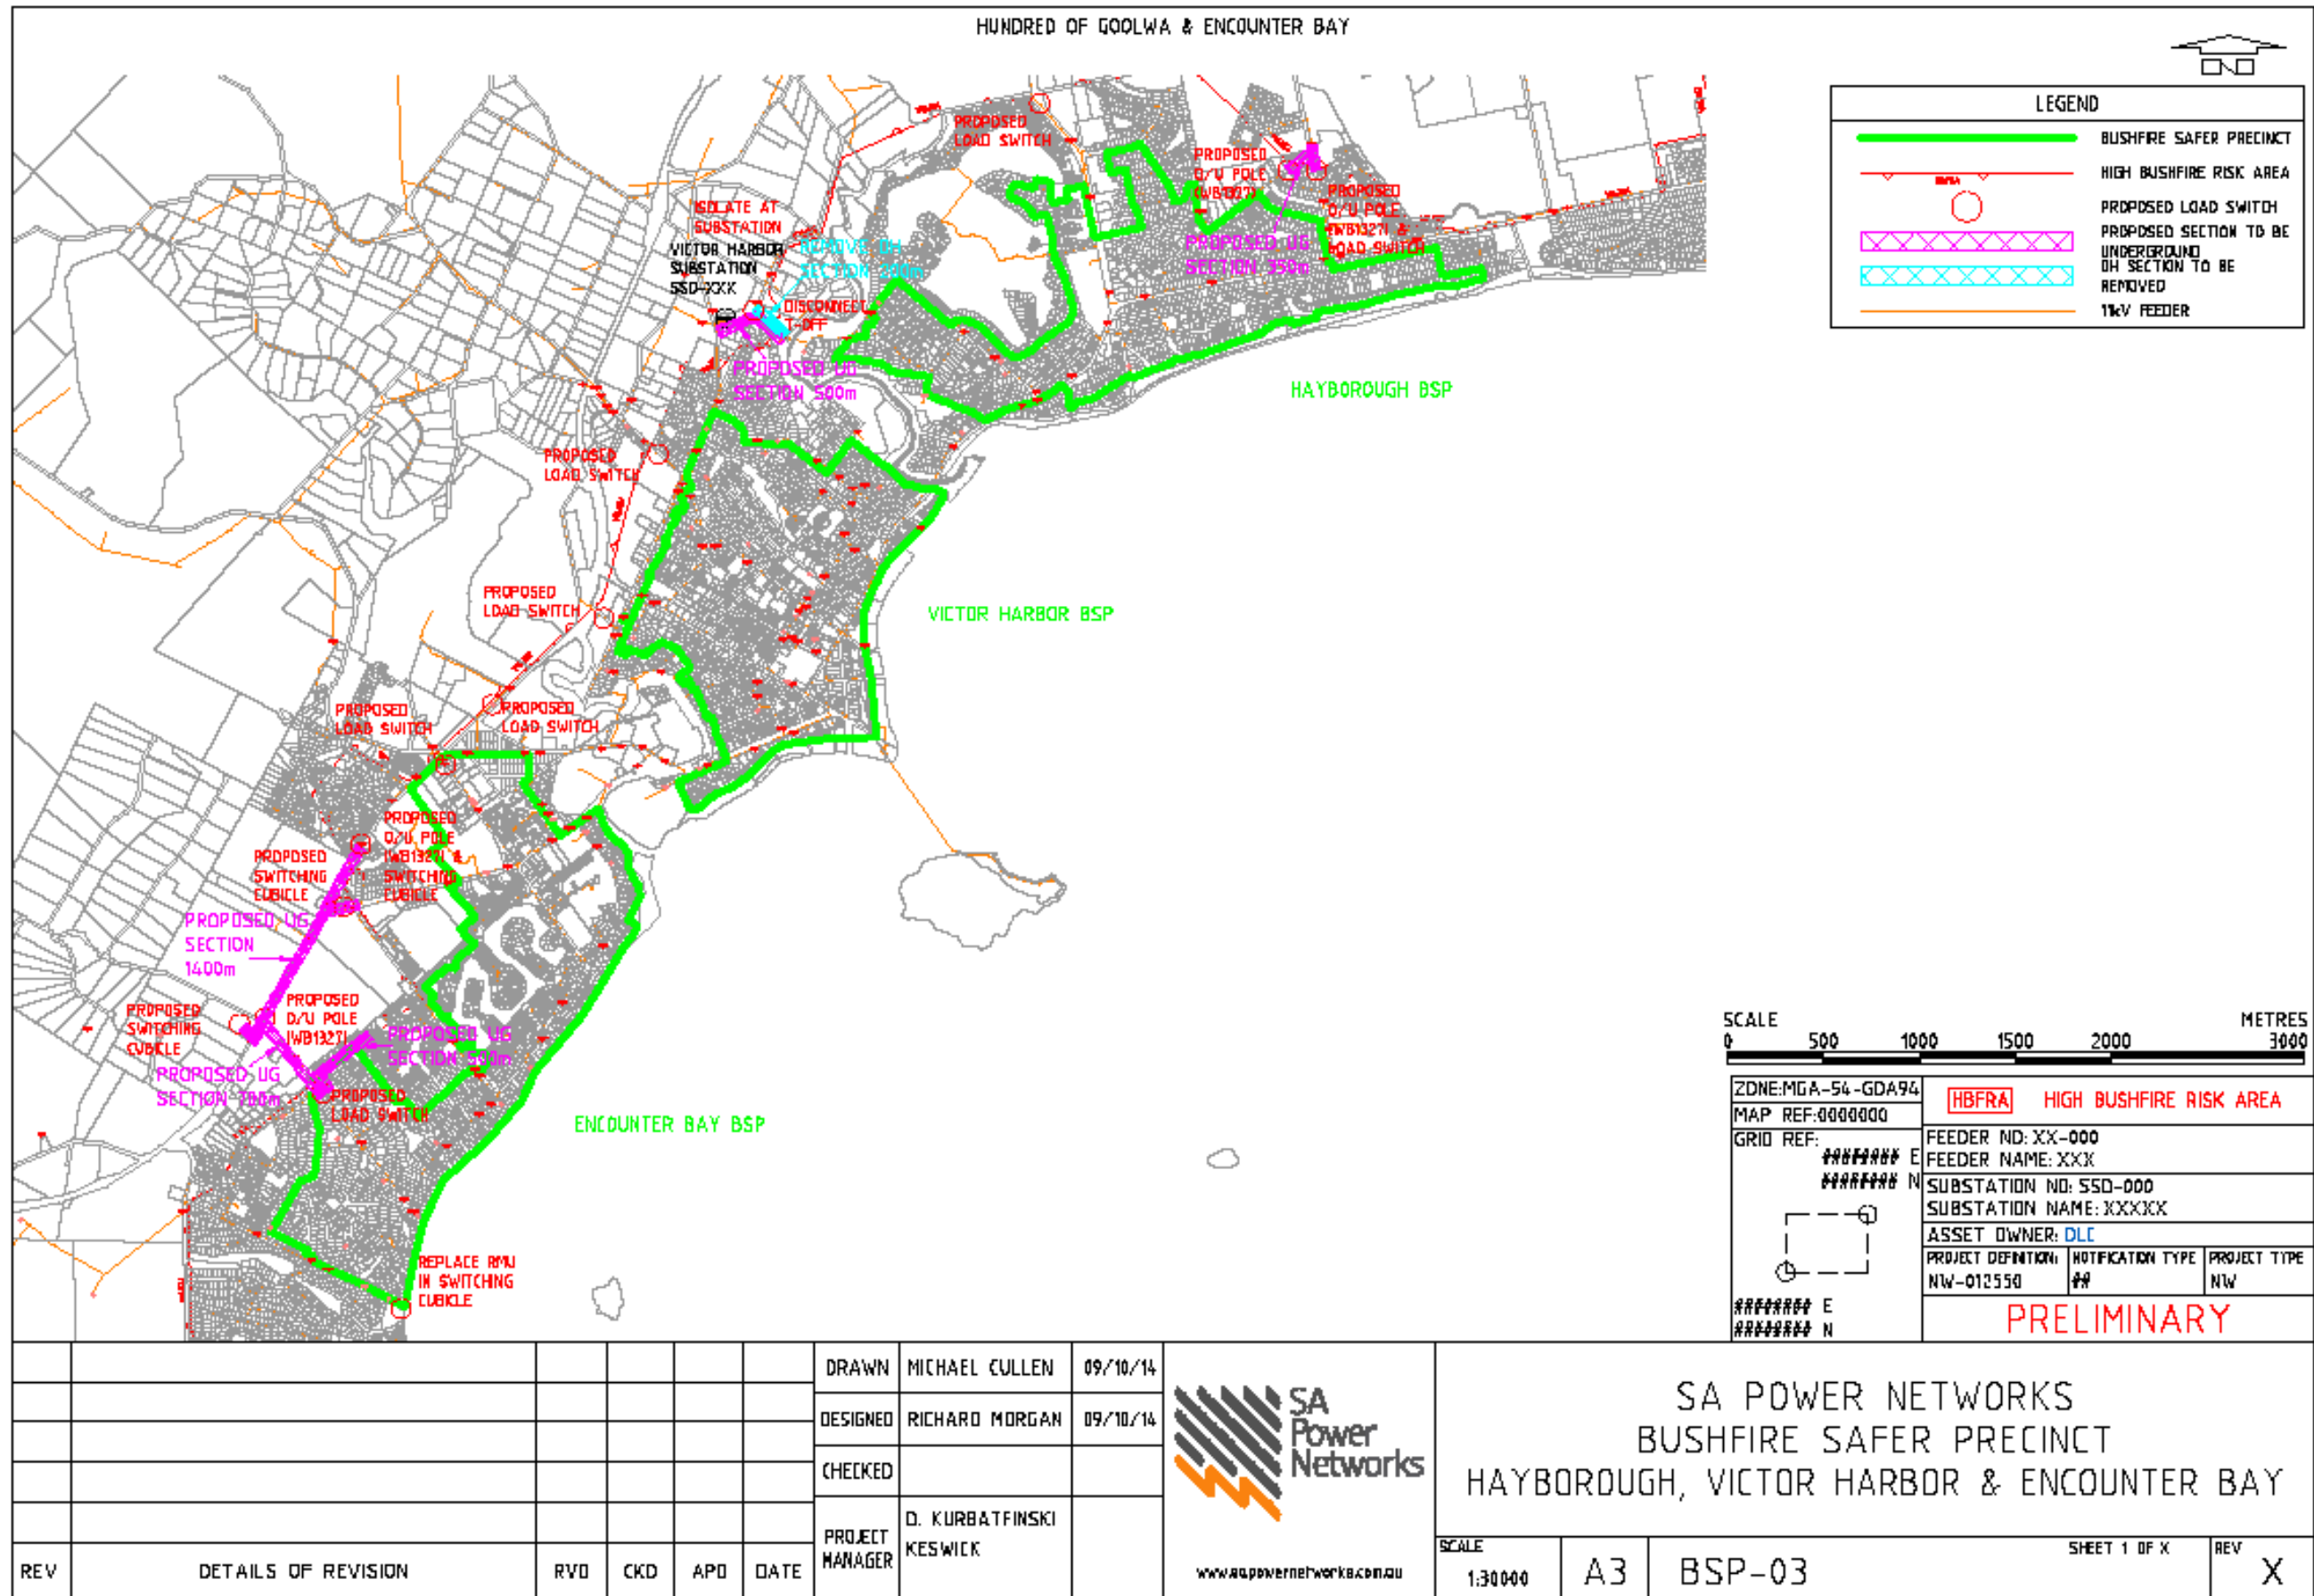 HUNDRED OF GOOLWA & ENCOUNTER BAY
N
LEGEND
BUSHFIRE SAFER PRECINCT
HIGH BUSHFIRE RISK AREA
PROPOSED LOAD SWITCH
PROPOSED SECTION TO BE
UNDERGROUND
OH SECTION TO BE
REMOVED
11kV FEEDER
PROPOSED
LOAD SWITCH
PROPOSED
O/U POLE
(WB1327)
PROPOSED
O/U POLE
(WB1327) &
LOAD SWITCH
PROPOSED UG
SECTION 350m
ISOLATE AT
SUBSTATION
VICTOR HARBOR
SUBSTATION
SSD-XXX
REMOVE OH
SECTION 200m
DISCONNECT
T-OFF
PROPOSED UG
SECTION 500m
HAYBOROUGH BSP
PROPOSED
LOAD SWITCH
PROPOSED
LOAD SWITCH
VICTOR HARBOR BSP
PROPOSED
LOAD SWITCH
PROPOSED
LOAD SWITCH
PROPOSED
O/U POLE
(WB1327) &
SWITCHING
CUBICLE
PROPOSED
SWITCHING
CUBICLE
PROPOSED UG
SECTION
1400m
PROPOSED
SWITCHING
CUBICLE
PROPOSED
O/U POLE
(WB1327)
PROPOSED UG
SECTION 500m
PROPOSED UG
SECTION 700m
PROPOSED
LOAD SWITCH
ENCOUNTER BAY BSP
REPLACE RMU
IN SWITCHING
CUBICLE
SCALE METRES
0 500 1000 1500 2000 3000
ZONE:MGA-54-GDA94
MAP REF:0000000
GRID REF:
######## E
######## N
######## E
######## N
HBFRA HIGH BUSHFIRE RISK AREA
FEEDER NO: XX-000
FEEDER NAME: XXX
SUBSTATION NO: SSD-000
SUBSTATION NAME: XXXXX
ASSET OWNER: DLC
PROJECT DEFINITION: NOTIFICATION TYPE PROJECT TYPE
NW-012550 ## NW
PRELIMINARY
DRAWN MICHAEL CULLEN 09/10/14
DESIGNED RICHARD MORGAN 09/10/14
CHECKED
PROJECT
MANAGER
D. KURBATFINSKI
KESWICK
REV DETAILS OF REVISION RVD CKD APD DATE
SA
Power
Networks
www.sapowernetworks.com.au
SA POWER NETWORKS
BUSHFIRE SAFER PRECINCT
HAYBOROUGH, VICTOR HARBOR & ENCOUNTER BAY
SCALE
1:30000
A3
BSP-03
SHEET 1 OF X
REV
X